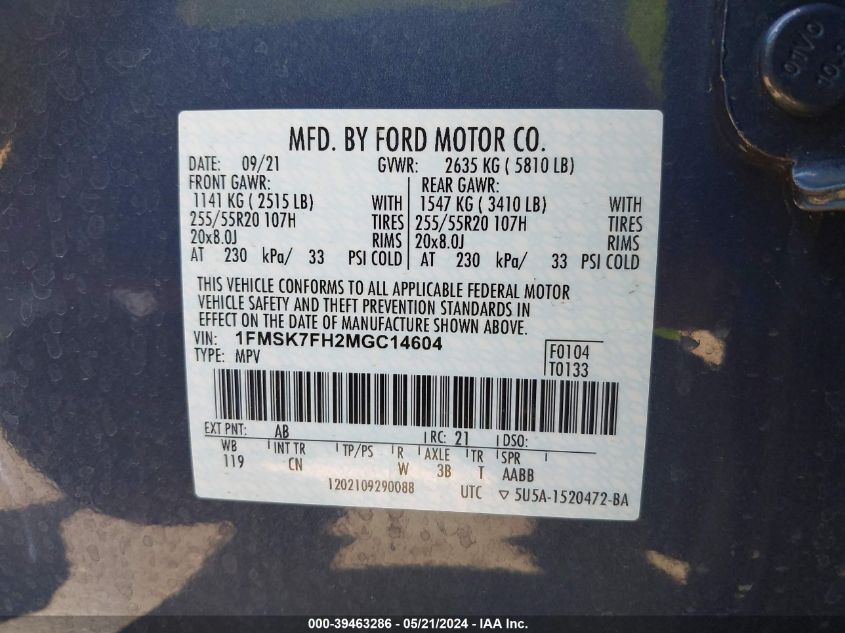 MFD. BY FORD MOTOR CO.
DATE: 09/21 GVWR: 2635 KG ( 5810 LB)
FRONT GAWR: REAR GAWR:
1141 KG ( 2515 LB) WITH 1547 KG ( 3410 LB) WITH
255/55R20 107H TIRES 255/55R20 107H TIRES
20x8.0J RIMS 20x8.0J RIMS
AT 230 kPa/ 33 PSI COLD AT 230 kPa/ 33 PSI COLD
THIS VEHICLE CONFORMS TO ALL APPLICABLE FEDERAL MOTOR
VEHICLE SAFETY AND THEFT PREVENTION STANDARDS IN
EFFECT ON THE DATE OF MANUFACTURE SHOWN ABOVE.
VIN: 1FMSK7FH2MGC14604
TYPE: MPV
F0104
T0133
EXT PNT: AB RC: 21 DSO:
WB INT TR TP/PS R AXLE TR SPR
119 CN W 3B T AABB
1202109290088 UTC ▽ 5U5A-1520472-BA
000-39463286 - 05/21/2024 - IAA Inc.